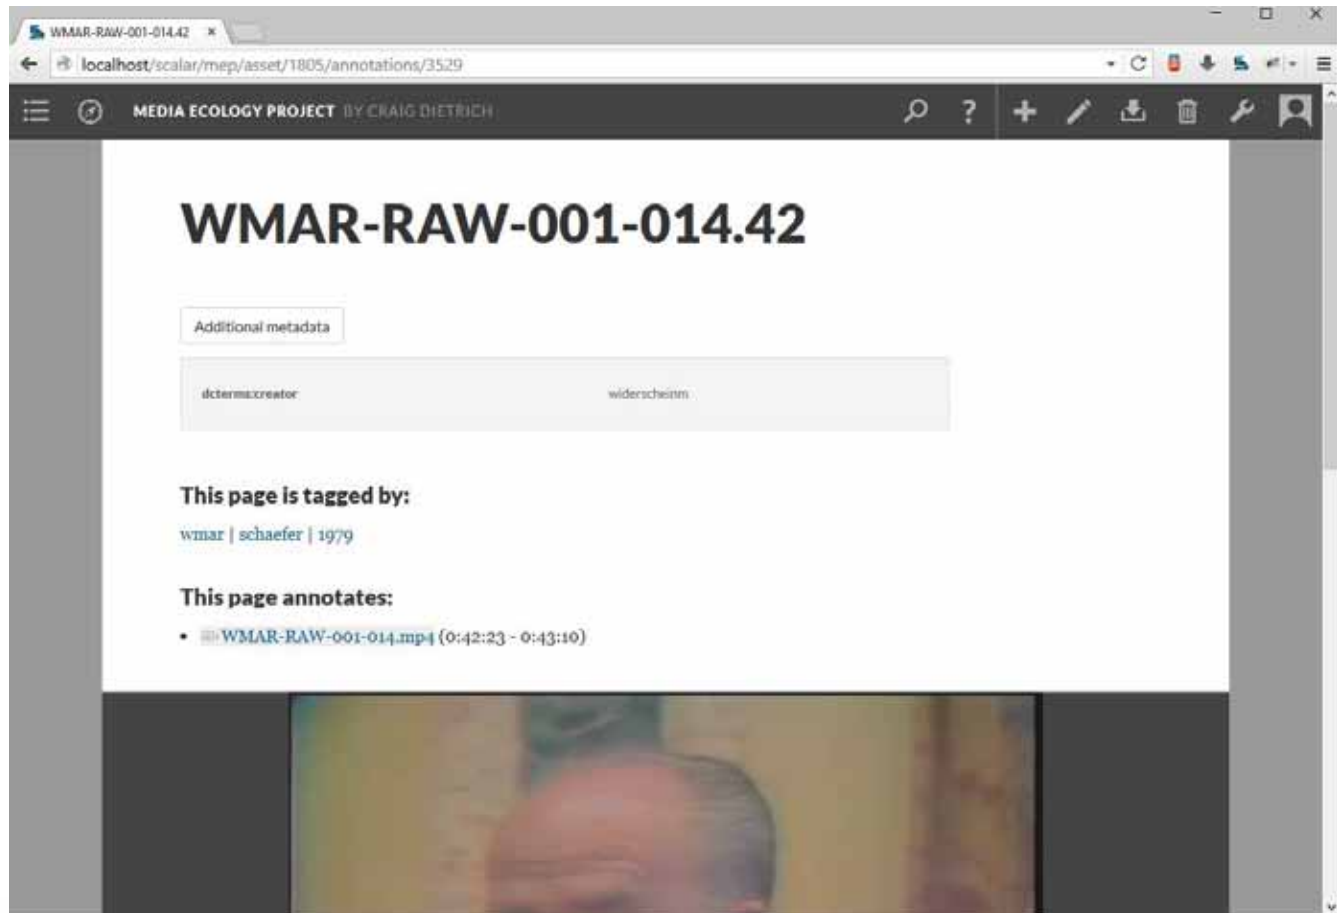 WMAR-RAW-001-014.42 ×
localhost/scalar/mep/asset/1805/annotations/3529
MEDIA ECOLOGY PROJECT BY CRAIG DIETRICH
WMAR-RAW-001-014.42
Additional metadata
dcterms:creator widerscheinm
This page is tagged by:
wmar | schaefer | 1979
This page annotates:
• WMAR-RAW-001-014.mp4 (0:42:23 - 0:43:10)